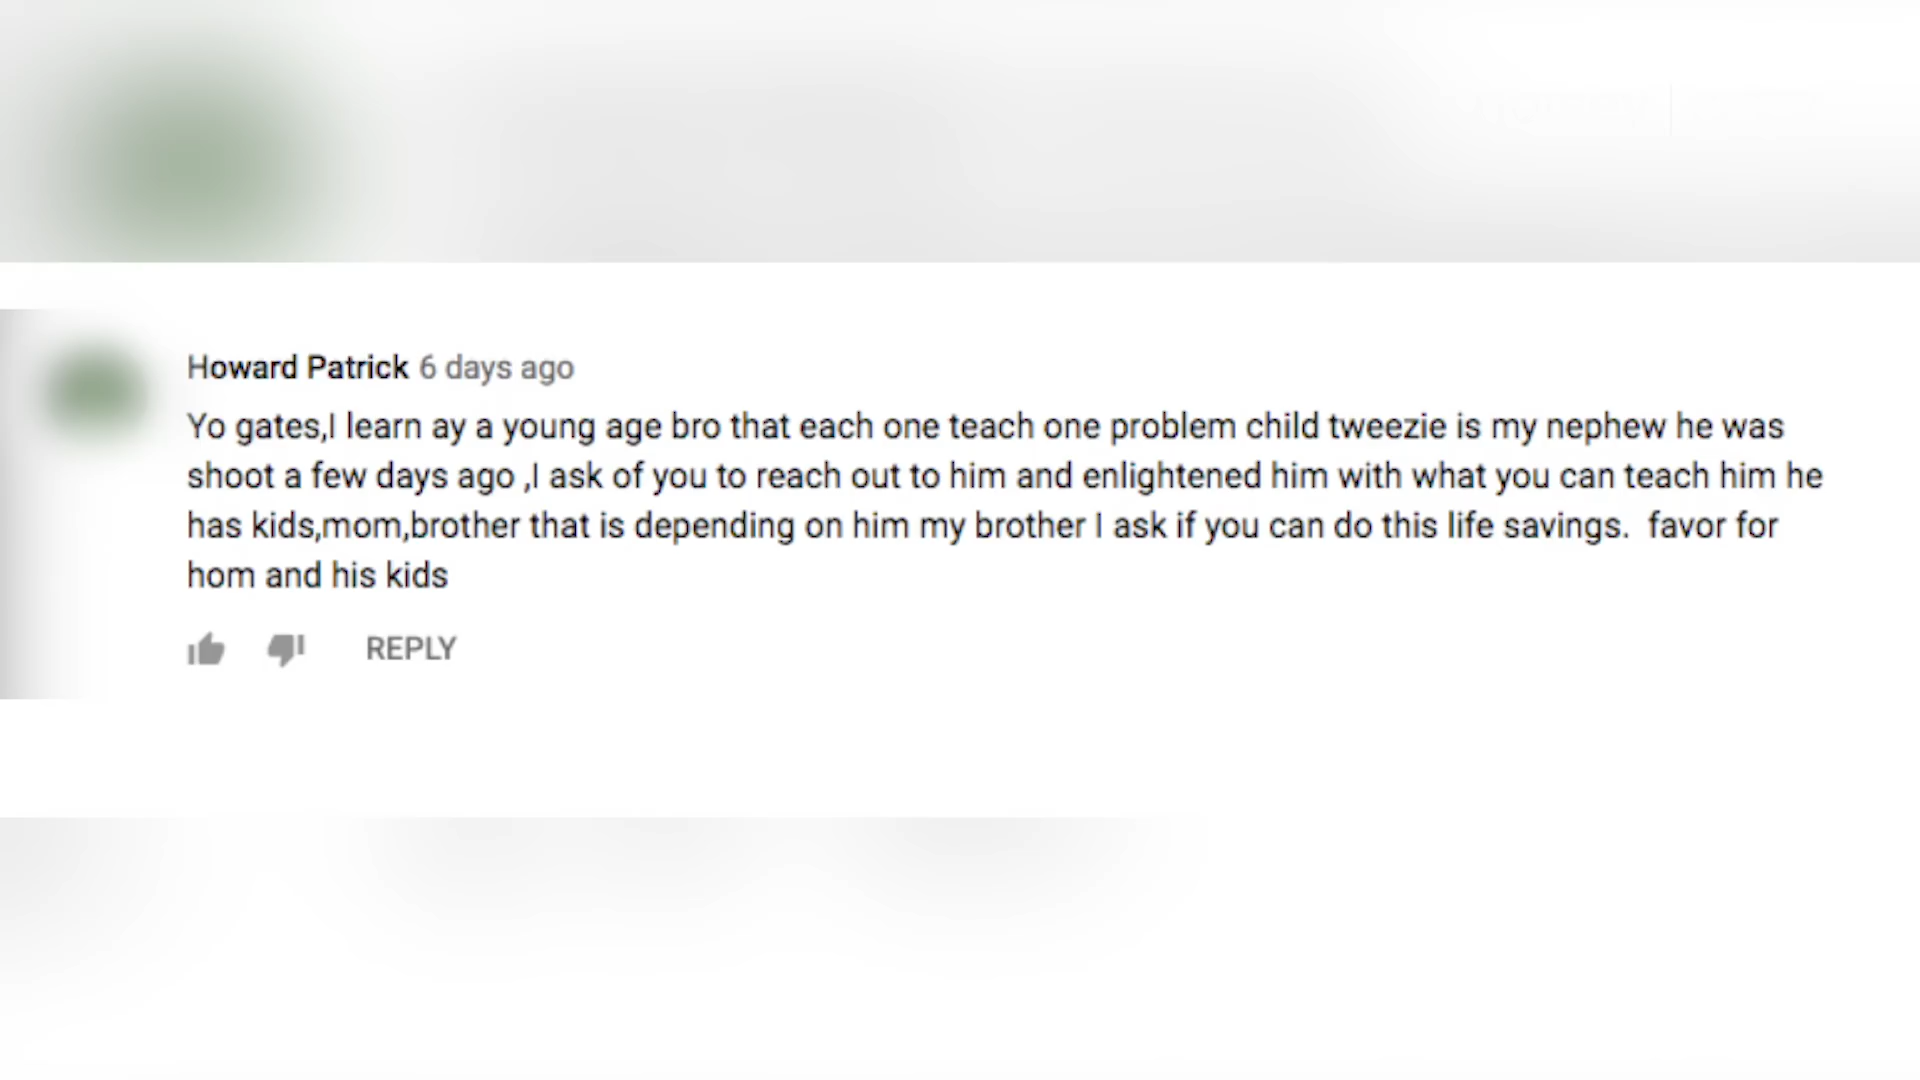 Howard Patrick 6 days ago
Yo gates,I learn ay a young age bro that each one teach one problem child tweezie is my nephew he was
shoot a few days ago ,I ask of you to reach out to him and enlightened him with what you can teach him he
has kids,mom,brother that is depending on him my brother I ask if you can do this life savings.  favor for
hom and his kids
REPLY